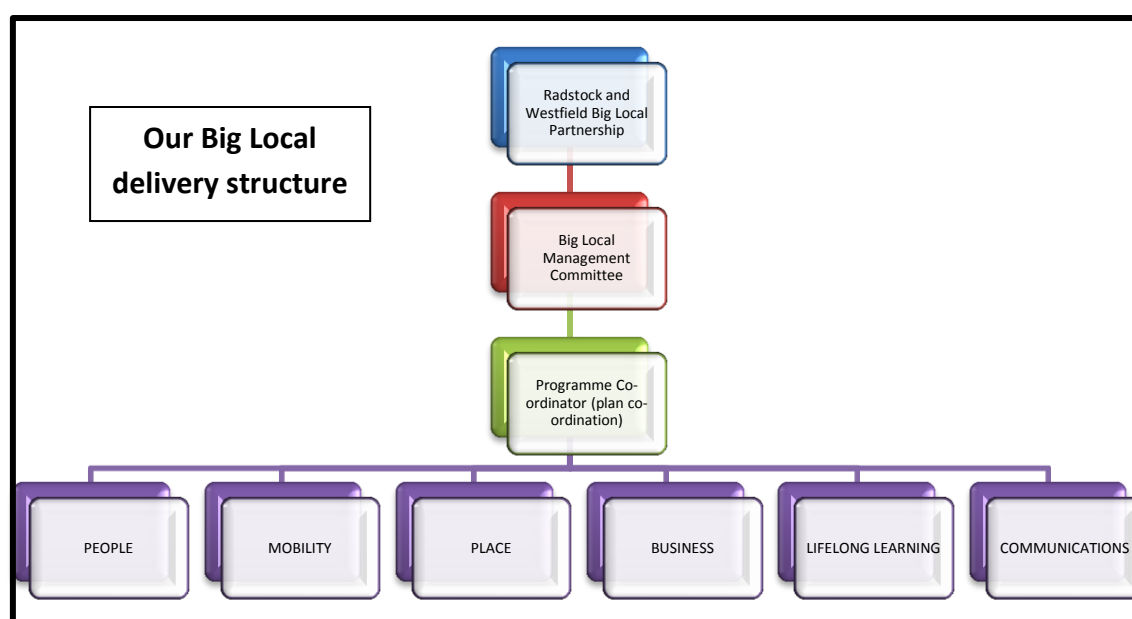 Our Big Local
delivery structure
Radstock and
Westfield Big Local
Partnership
Big Local
Management
Committee
Programme Co-
ordinator (plan co-
ordination)
PEOPLE
MOBILITY
PLACE
BUSINESS
LIFELONG LEARNING
COMMUNICATIONS